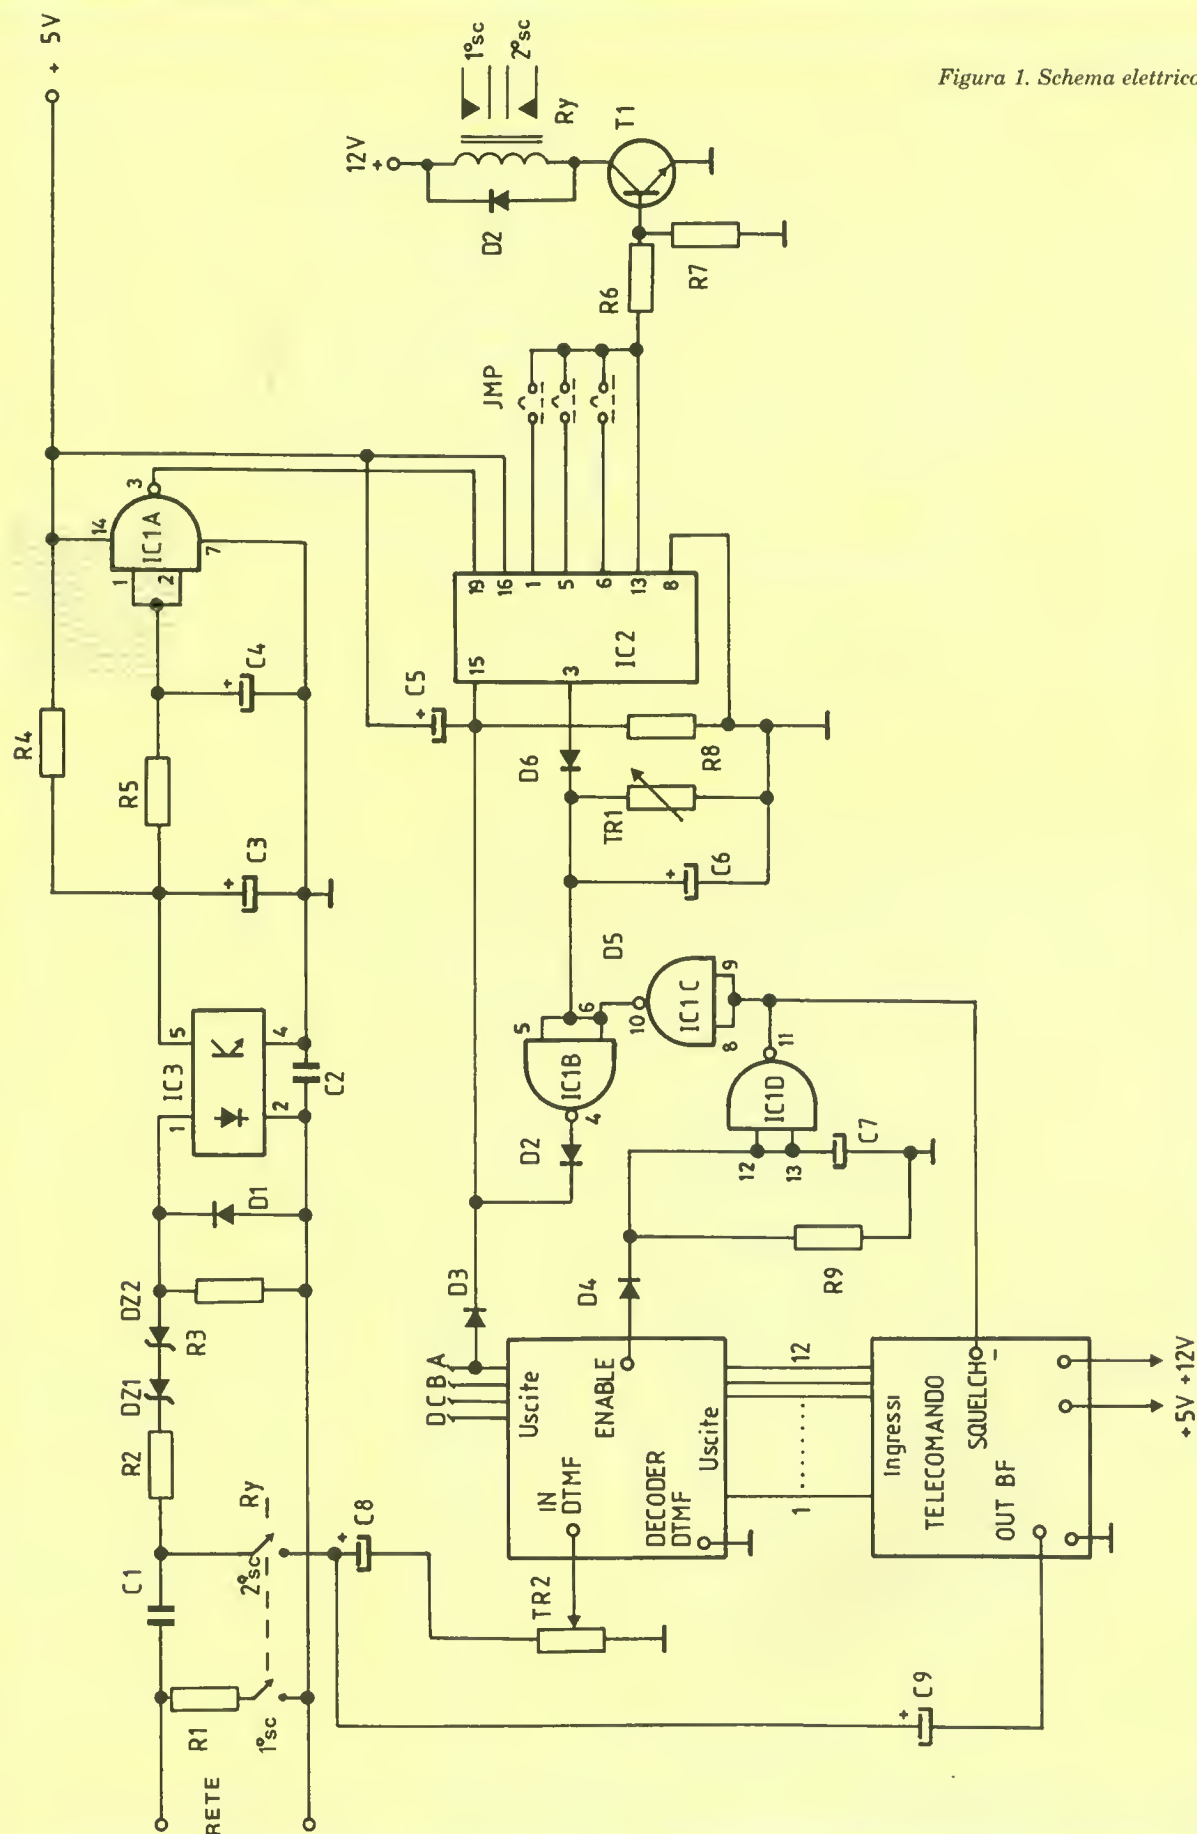 Figura 1. Schema elettrico
+ 5V
1°sc
2°sc
Ry
12V
+
D2
T1
R6
R7
JMP
R4
R5
C3
+
C4
+
1
2
14
3
7
IC1A
IC3
1
5
2
4
C2
D1
DZ2
R3
DZ1
R2
C1
R1
1°sc
2°sc
Ry
RETE
C5
+
15
3
19
16
1
5
6
13
8
IC2
D6
R8
TR1
C6
+
D5
5
6
4
IC1B
10
8
9
IC1C
11
12
13
IC1D
C7
D2
D3
D4
R9
D C B A
Uscite
ENABLE
IN
DTMF
DECODER
DTMF
Uscite
1
12
C8
+
TR2
C9
+
Ingressi
TELECOMANDO
SQUELCH
OUT BF
+5V +12V